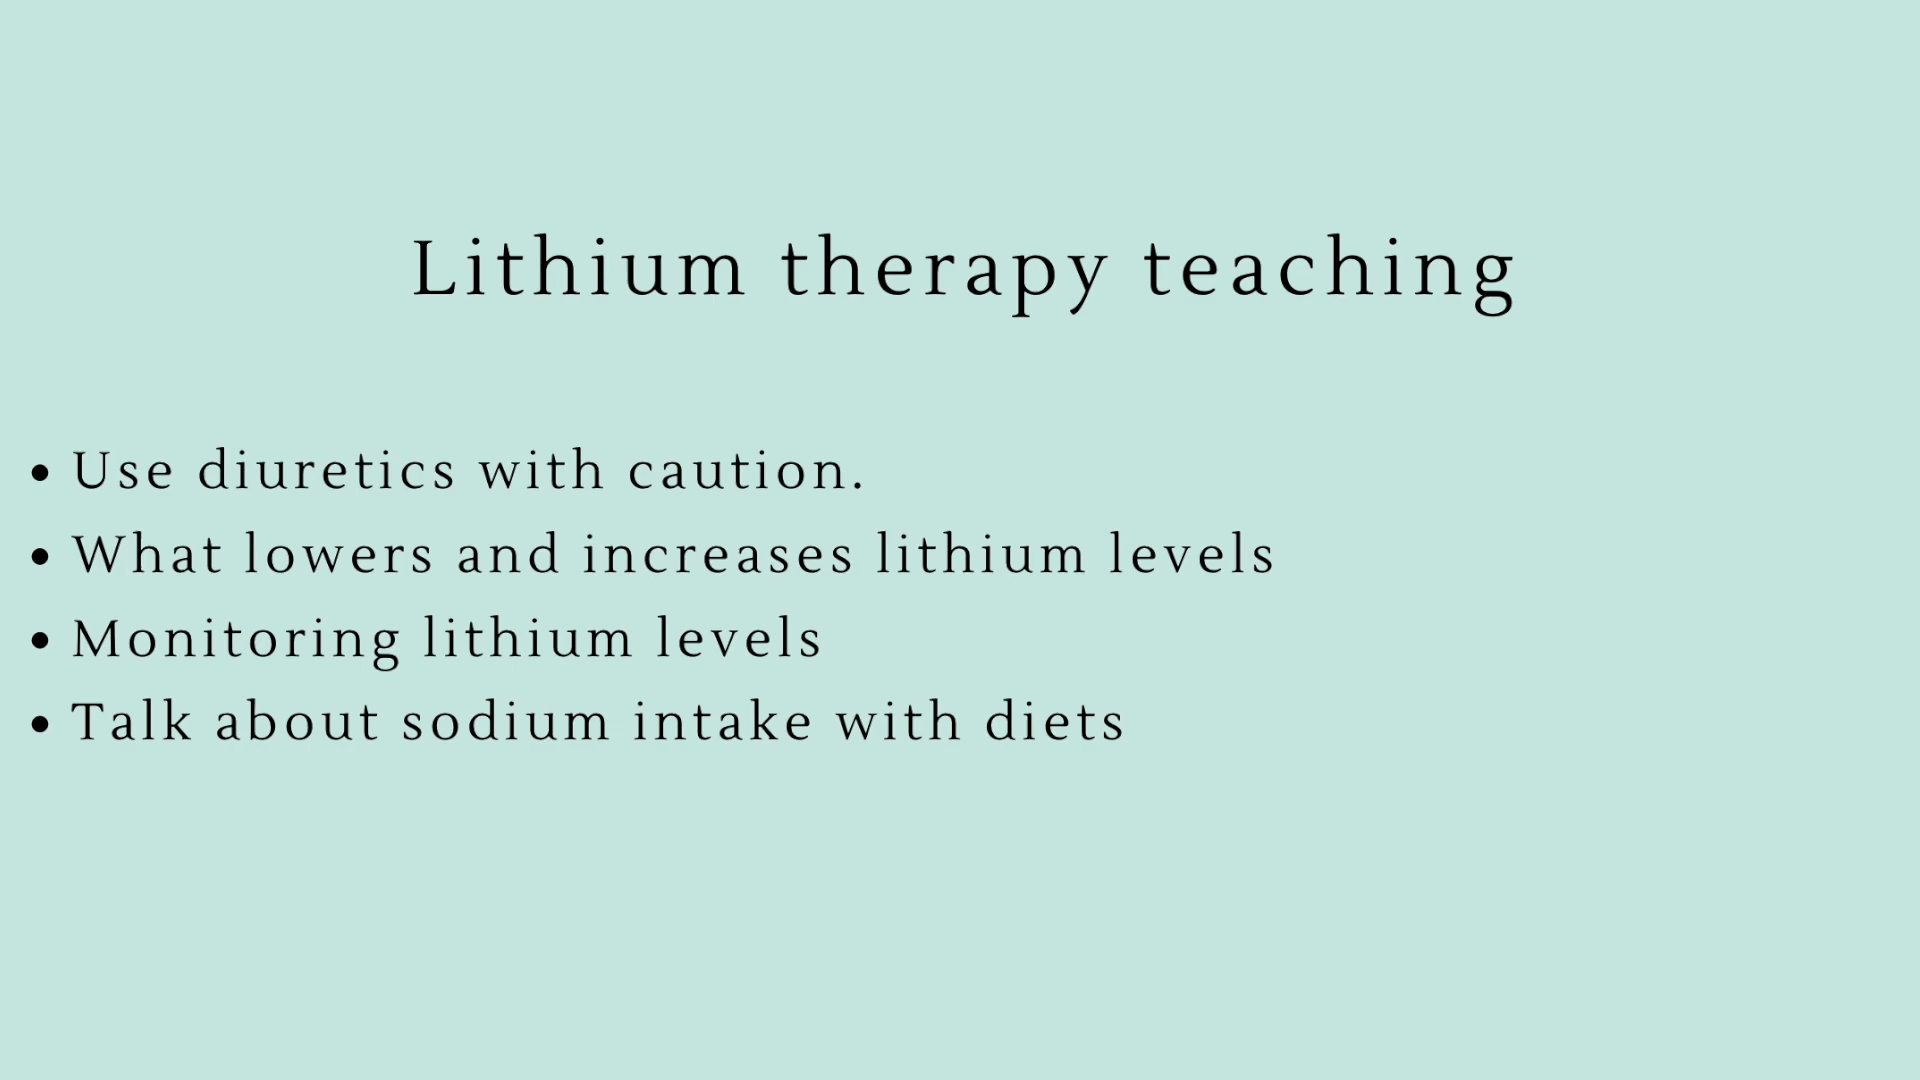 Lithium therapy teaching
• Use diuretics with caution.
• What lowers and increases lithium levels
• Monitoring lithium levels
• Talk about sodium intake with diets